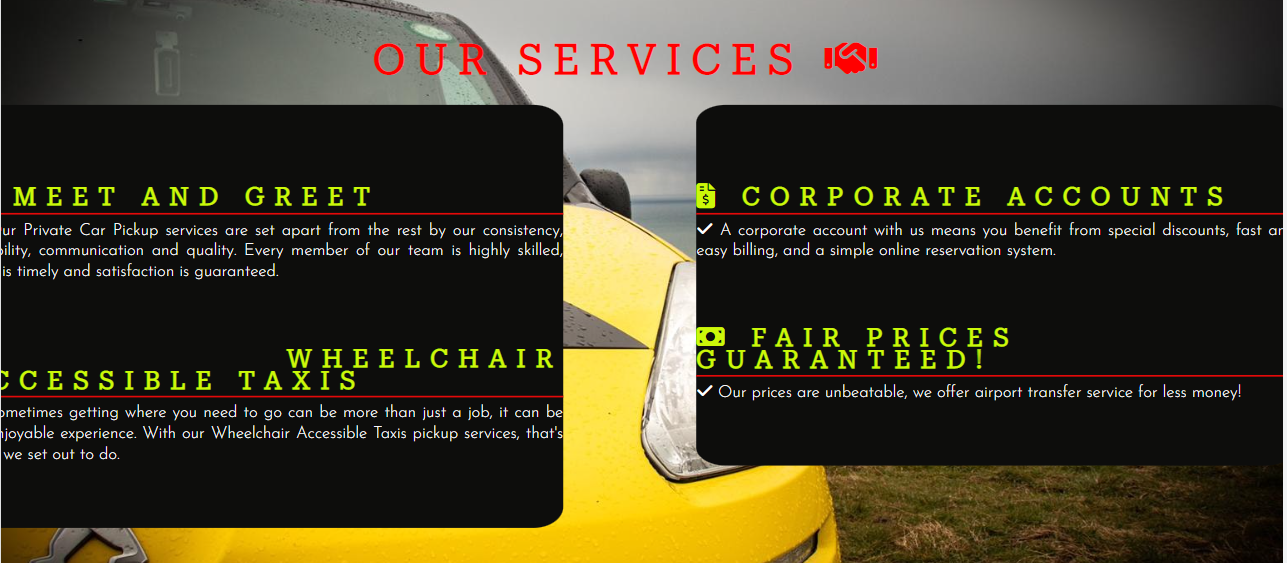 OUR SERVICES
MEET AND GREET
ur Private Car Pickup services are set apart from the rest by our consistency,
bility, communication and quality. Every member of our team is highly skilled,
is timely and satisfaction is guaranteed.
WHEELCHAIR
CCESSIBLE TAXIS
ometimes getting where you need to go can be more than just a job, it can be
njoyable experience. With our Wheelchair Accessible Taxis pickup services, that's
we set out to do.
CORPORATE ACCOUNTS
A corporate account with us means you benefit from special discounts, fast an
easy billing, and a simple online reservation system.
FAIR PRICES
GUARANTEED!
Our prices are unbeatable, we offer airport transfer service for less money!